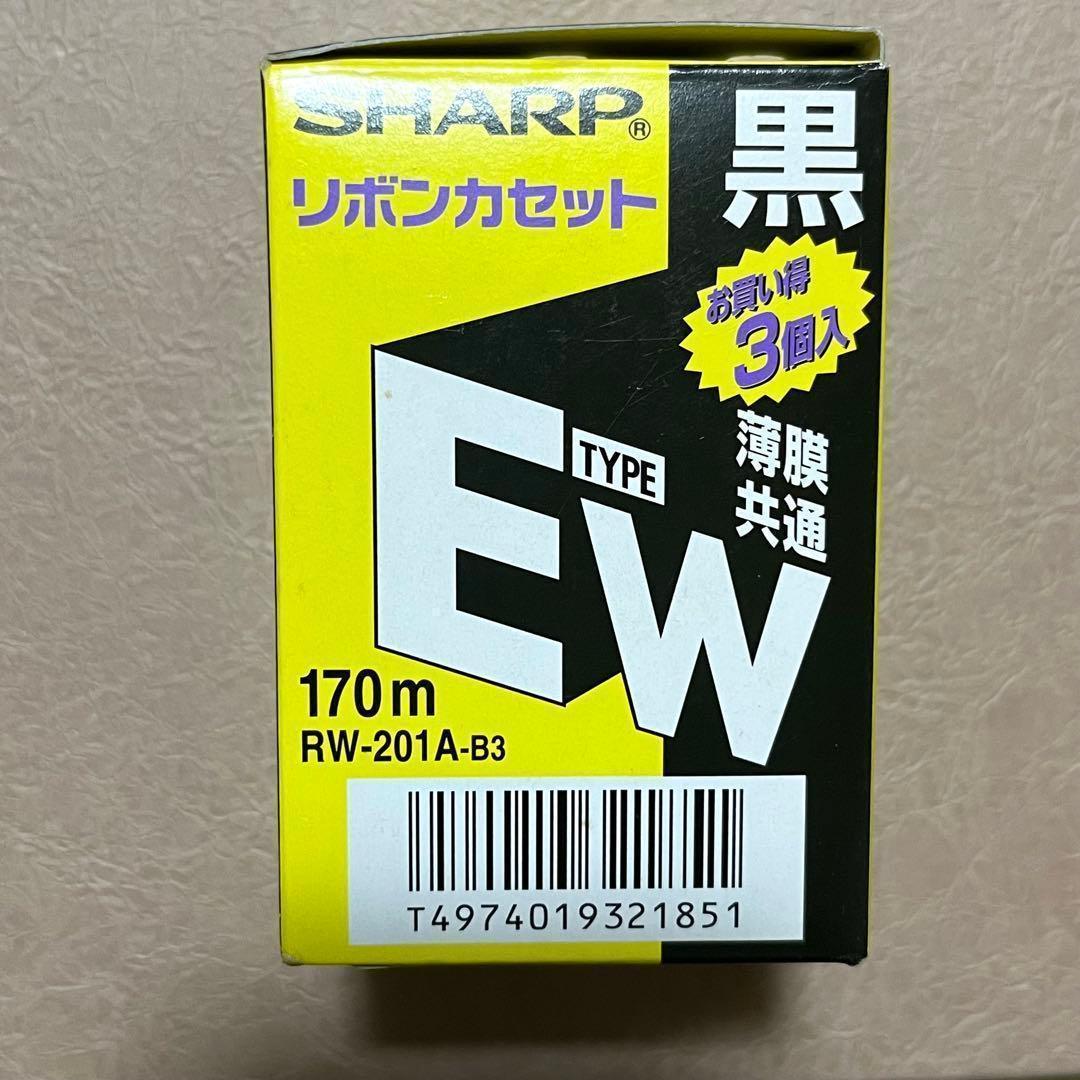 SHARP®
リボンカセット
黒
お買い得
3個入
薄膜
共通
TYPE
EW
170m
RW-201A-B3
T4974019321851